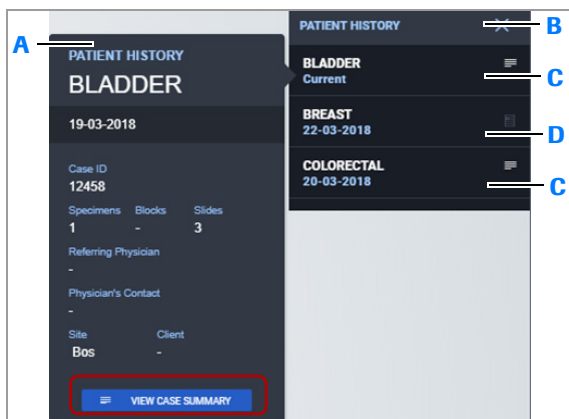 A
PATIENT HISTORY
BLADDER
19-03-2018
Case ID
12458
Specimens Blocks Slides
1 - 3
Referring Physician
-
Physician's Contact
-
Site Client
Bos -
VIEW CASE SUMMARY
PATIENT HISTORY
B
BLADDER
Current
C
BREAST
22-03-2018
D
COLORECTAL
20-03-2018
C